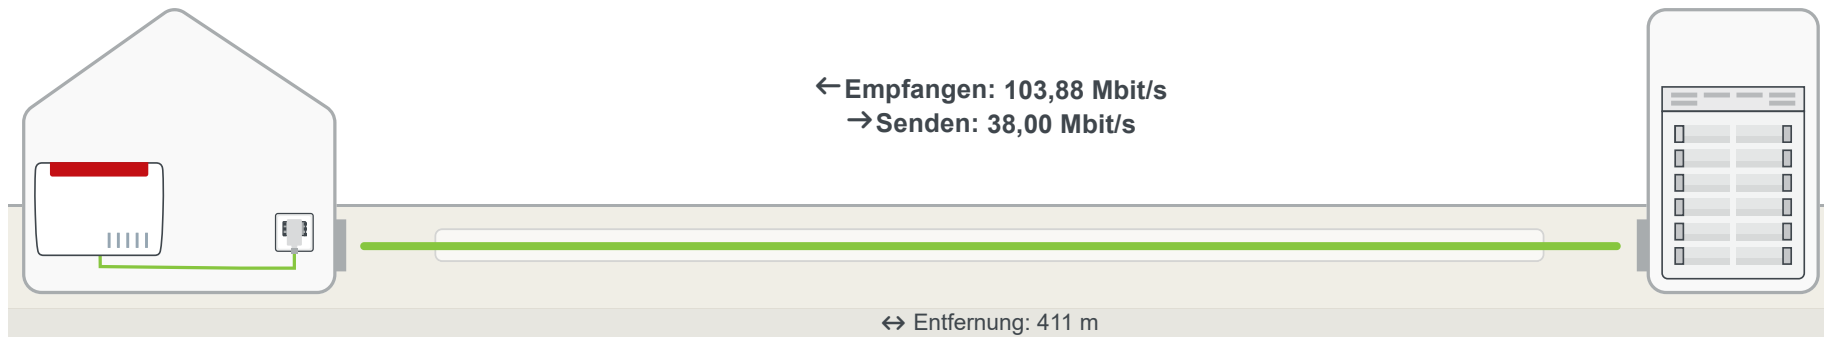 ← Empfangen: 103,88 Mbit/s
→ Senden: 38,00 Mbit/s
↔ Entfernung: 411 m